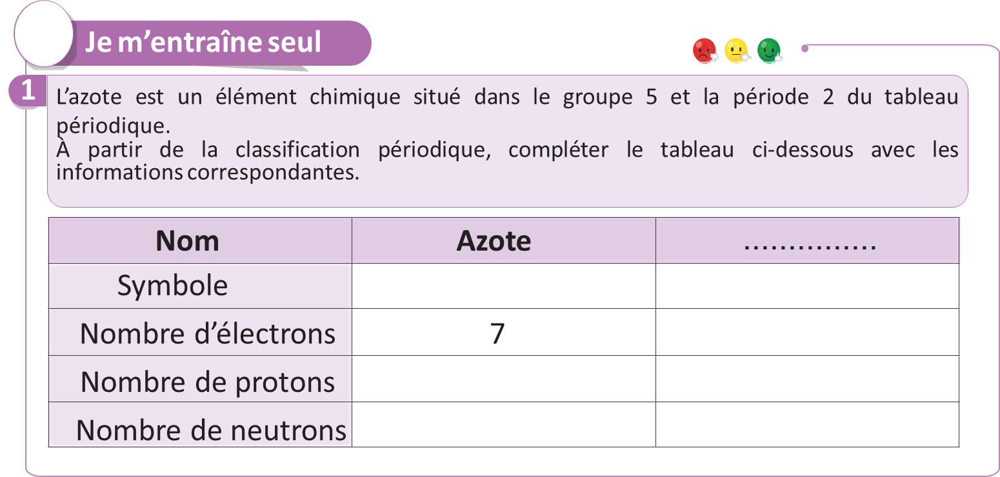 Je m’entraîne seul
1
L’azote est un élément chimique situé dans le groupe 5 et la période 2 du tableau
périodique.
À partir de la classification périodique, compléter le tableau ci-dessous avec les
informations correspondantes.
Nom Azote ...............
Symbole
Nombre d’électrons 7
Nombre de protons
Nombre de neutrons